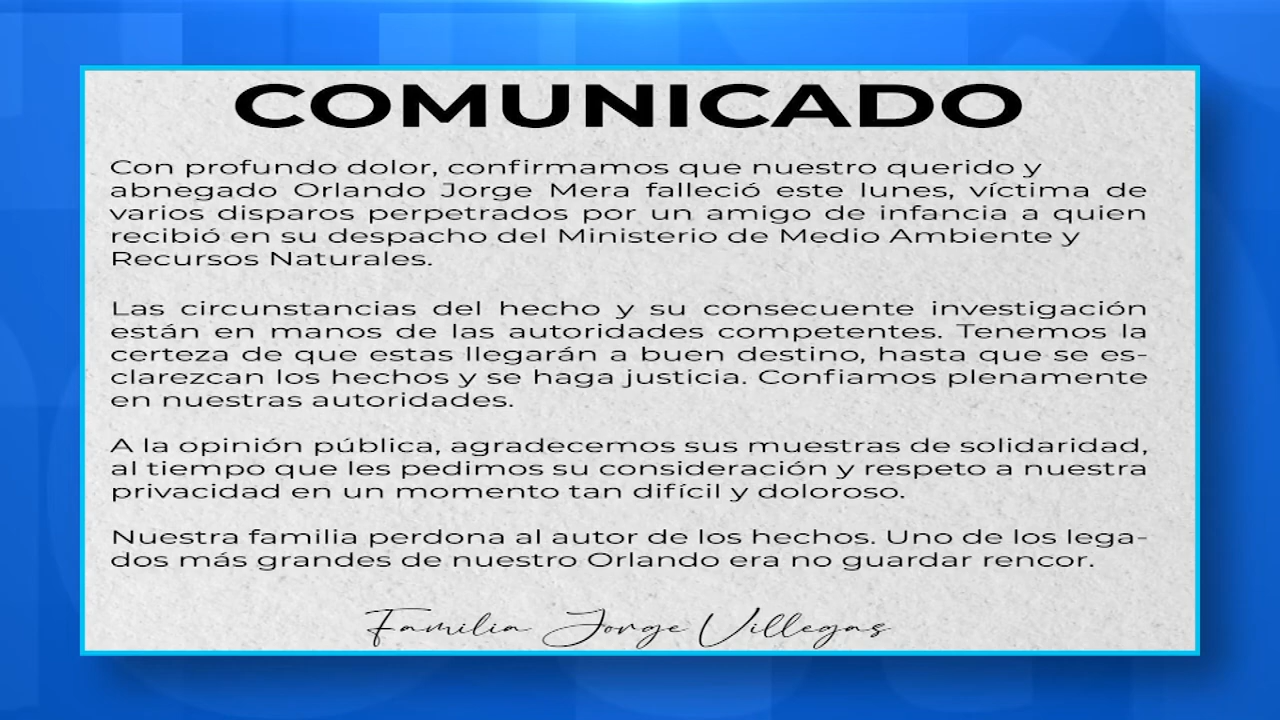 COMUNICADO
Con profundo dolor, confirmamos que nuestro querido y
abnegado Orlando Jorge Mera falleció este lunes, víctima de
varios disparos perpetrados por un amigo de infancia a quien
recibió en su despacho del Ministerio de Medio Ambiente y
Recursos Naturales.
Las circunstancias del hecho y su consecuente investigación
están en manos de las autoridades competentes. Tenemos la
certeza de que estas llegarán a buen destino, hasta que se es-
clarezcan los hechos y se haga justicia. Confiamos plenamente
en nuestras autoridades.
A la opinión pública, agradecemos sus muestras de solidaridad,
al tiempo que les pedimos su consideración y respeto a nuestra
privacidad en un momento tan difícil y doloroso.
Nuestra familia perdona al autor de los hechos. Uno de los lega-
dos más grandes de nuestro Orlando era no guardar rencor.
Familia Jorge Villegas